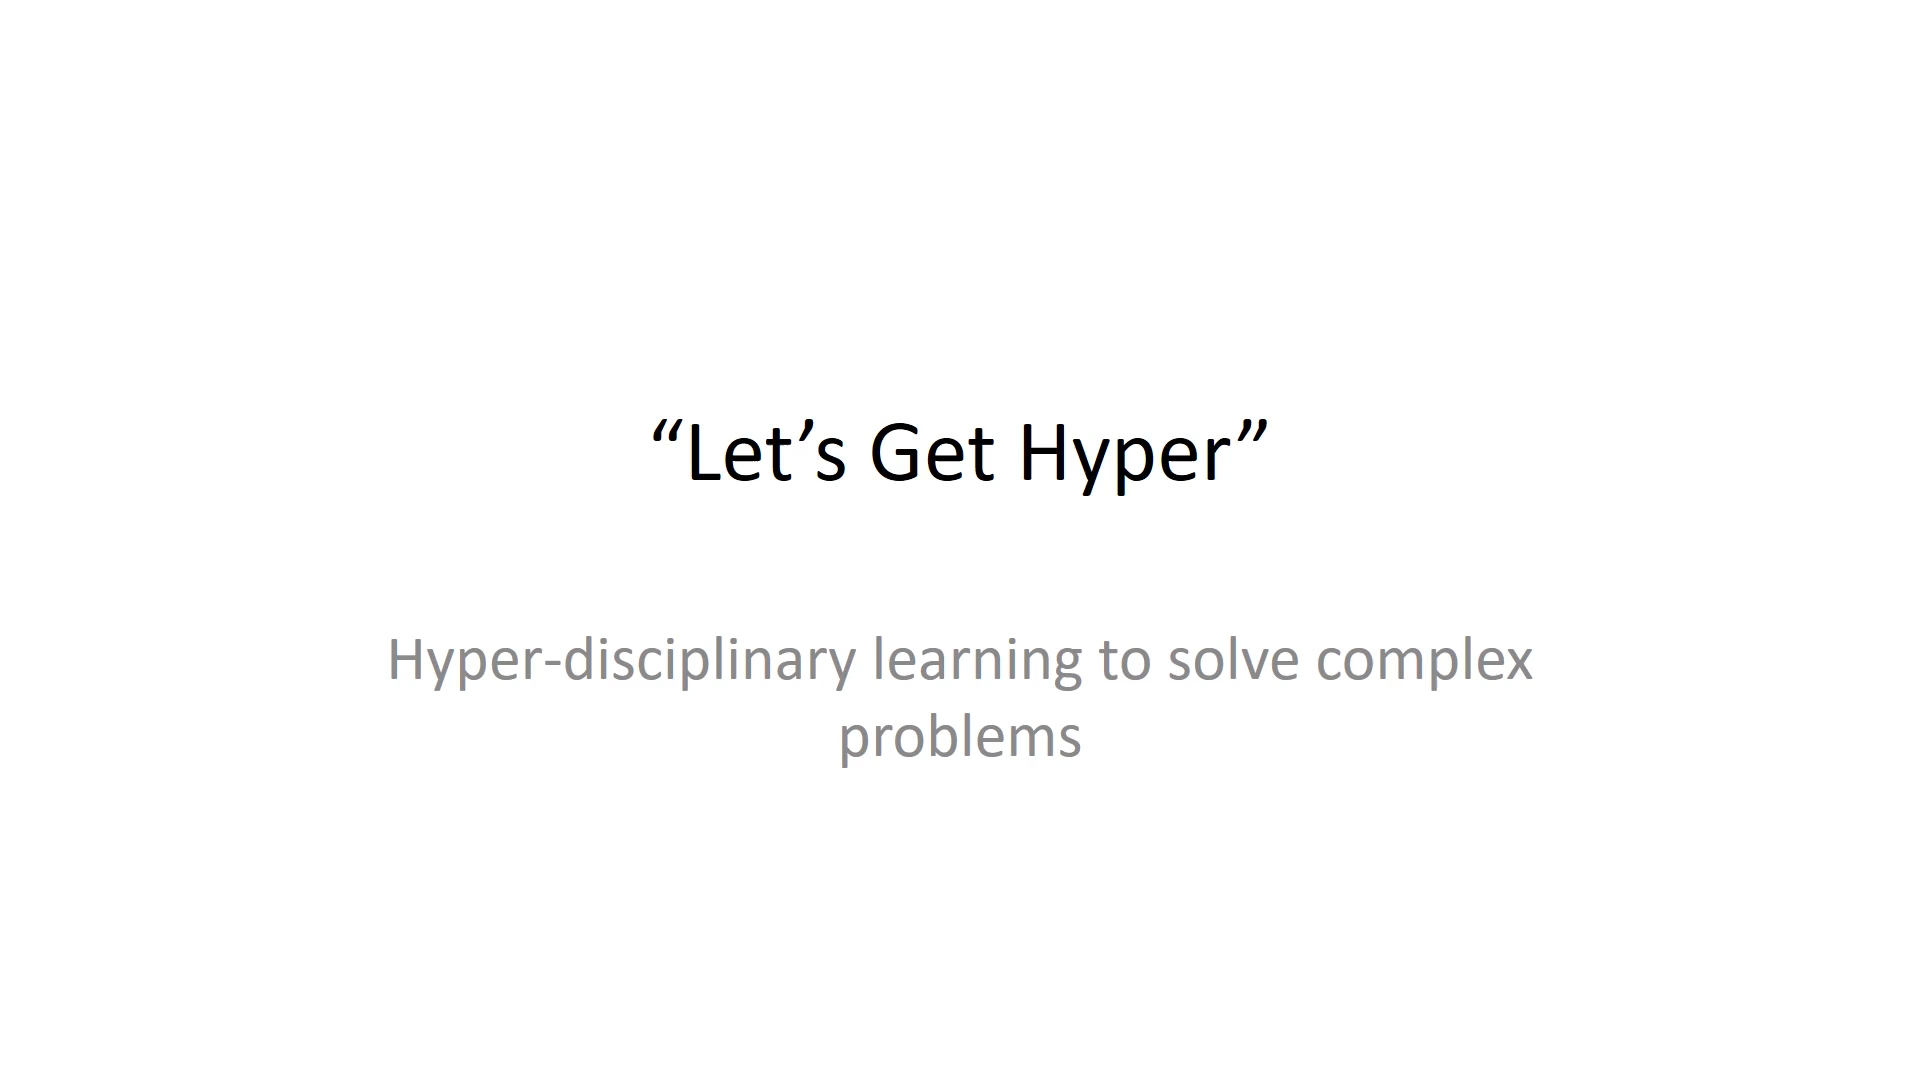 “Let’s Get Hyper”
Hyper-disciplinary learning to solve complex
problems